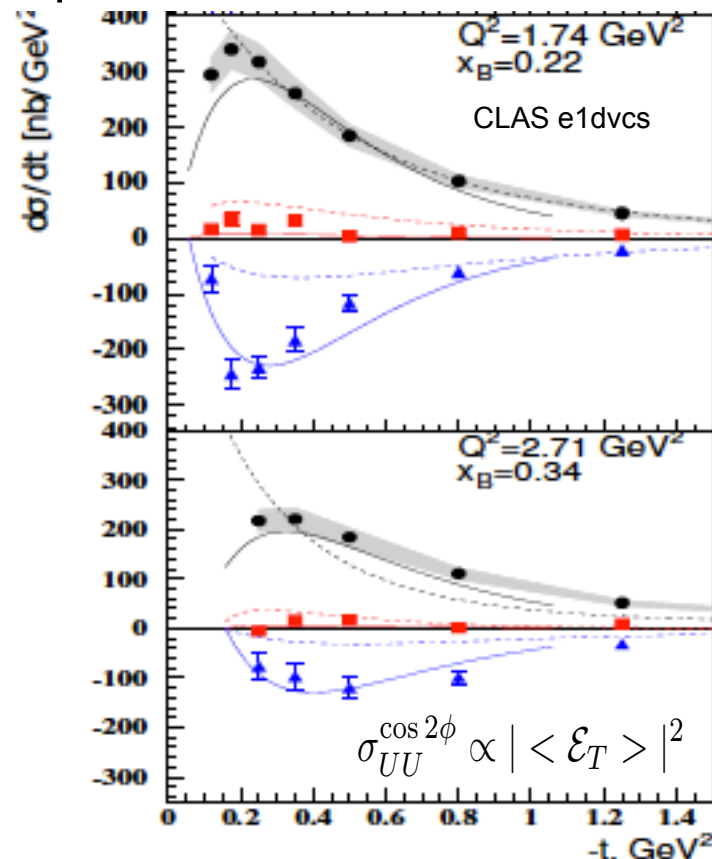 Q²=1.74 GeV²
x_B=0.22
CLAS e1dvcs
dσ/dt [nb/GeV²]
300
200
100
0
-100
-200
-300
400
Q²=2.71 GeV²
x_B=0.34
300
200
100
0
-100
-200
-300
σ_{UU}^{cos 2φ} ∝ | < ℰ_T > |²
0 0.2 0.4 0.6 0.8 1 1.2 1.4
-t, GeV²